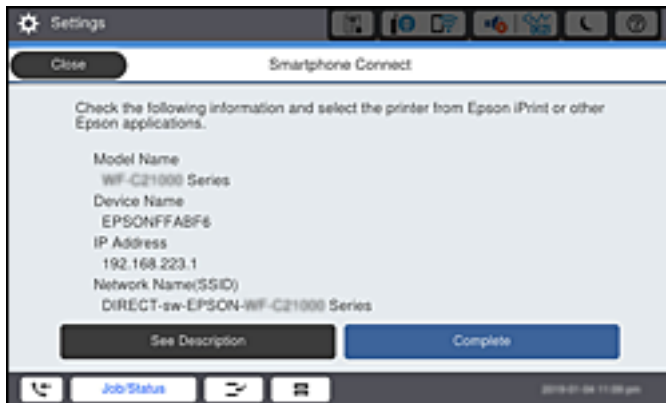 Settings
Close
Smartphone Connect
Check the following information and select the printer from Epson iPrint or other
Epson applications.
Model Name
WF-C21000 Series
Device Name
EPSONFFABF6
IP Address
192.168.223.1
Network Name(SSID)
DIRECT-sw-EPSON-WF-C21000 Series
See Description
Complete
Job/Status